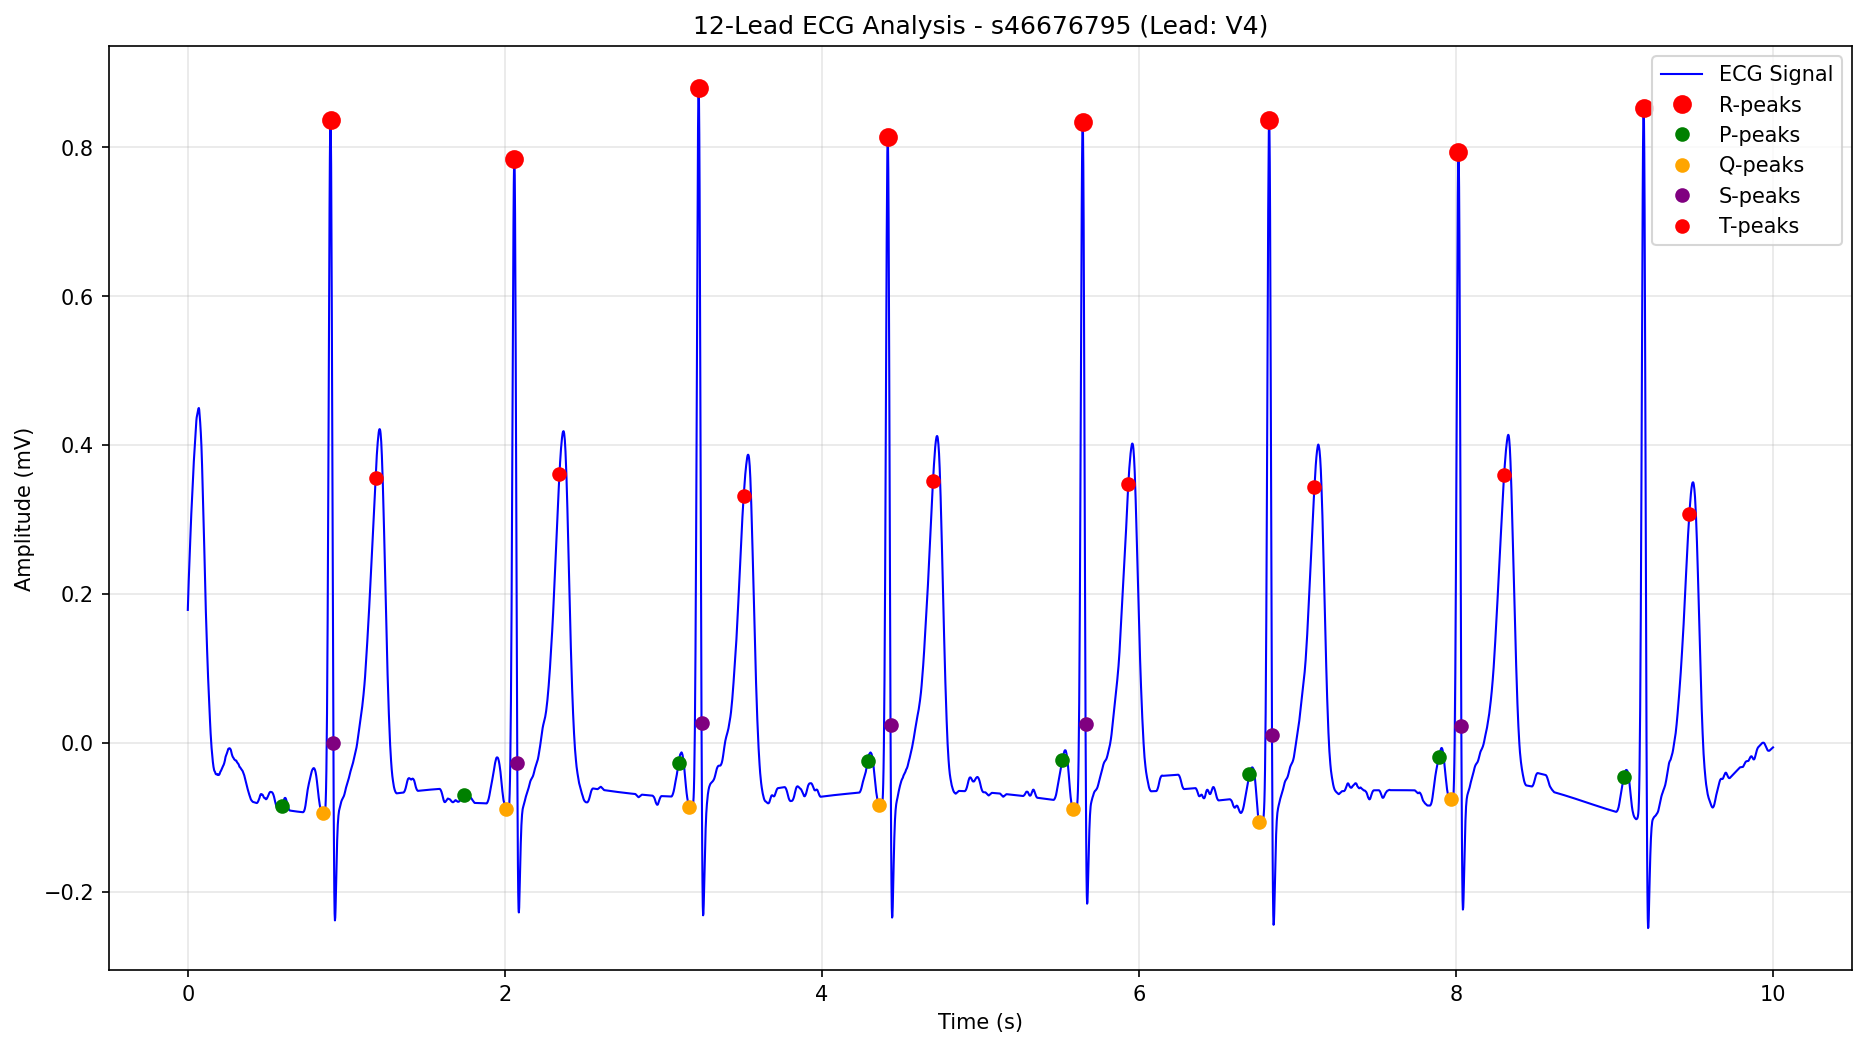 12-Lead ECG Analysis - s46676795 (Lead: V4)
ECG Signal
R-peaks
P-peaks
Q-peaks
S-peaks
T-peaks
Amplitude (mV)
0.8
0.6
0.4
0.2
0.0
−0.2
0 2 4 6 8 10
Time (s)